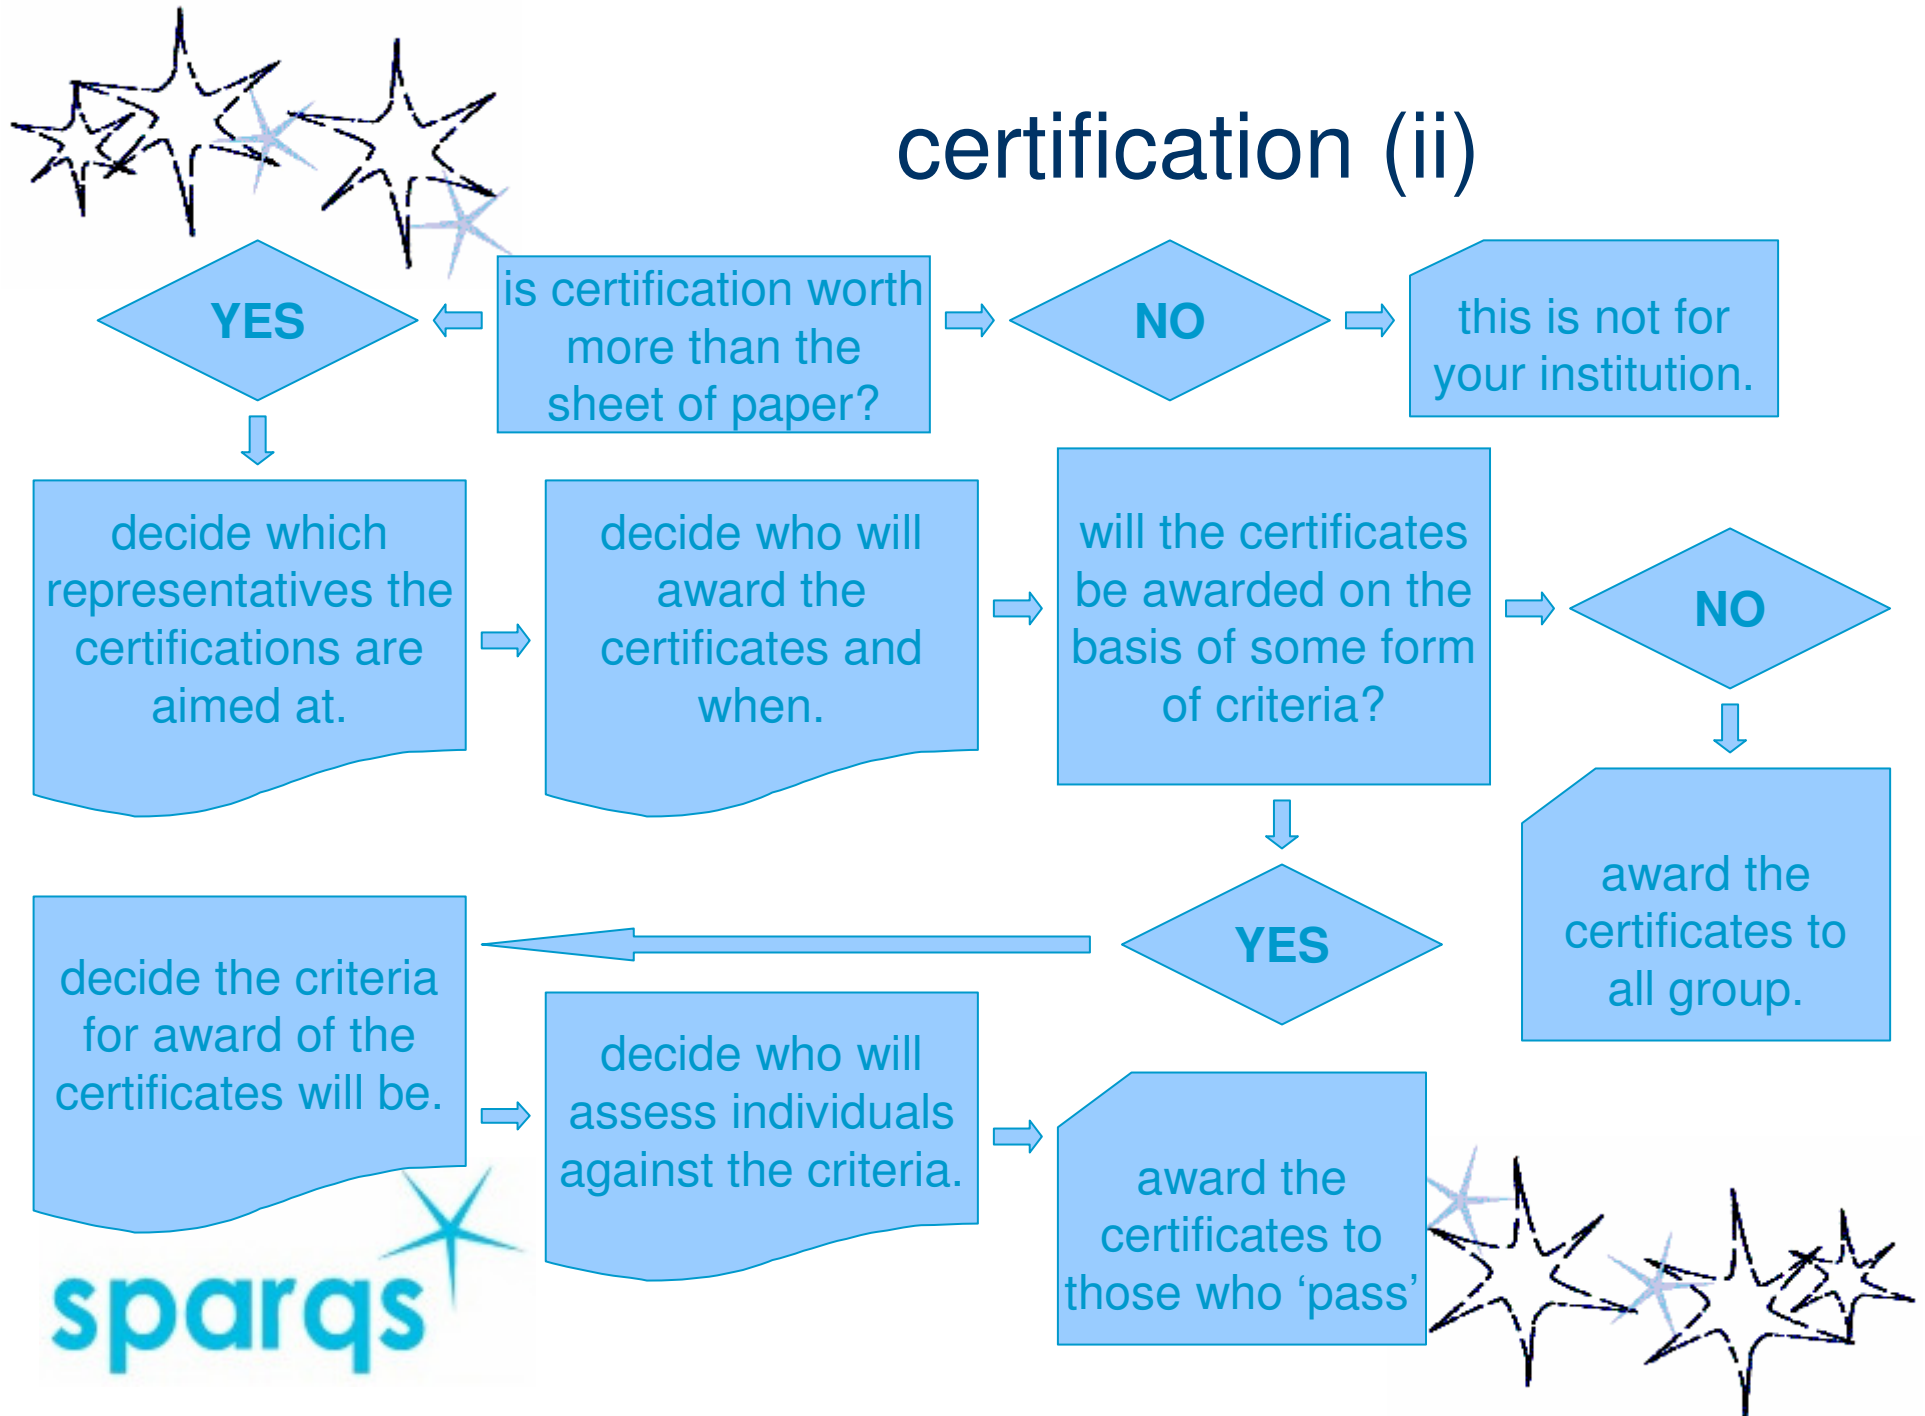 certification (ii)
YES
is certification worth
more than the
sheet of paper?
NO
this is not for
your institution.
decide which
representatives the
certifications are
aimed at.
decide who will
award the
certificates and
when.
will the certificates
be awarded on the
basis of some form
of criteria?
NO
award the
certificates to
all group.
YES
decide the criteria
for award of the
certificates will be.
decide who will
assess individuals
against the criteria.
award the
certificates to
those who ‘pass’
sparqs